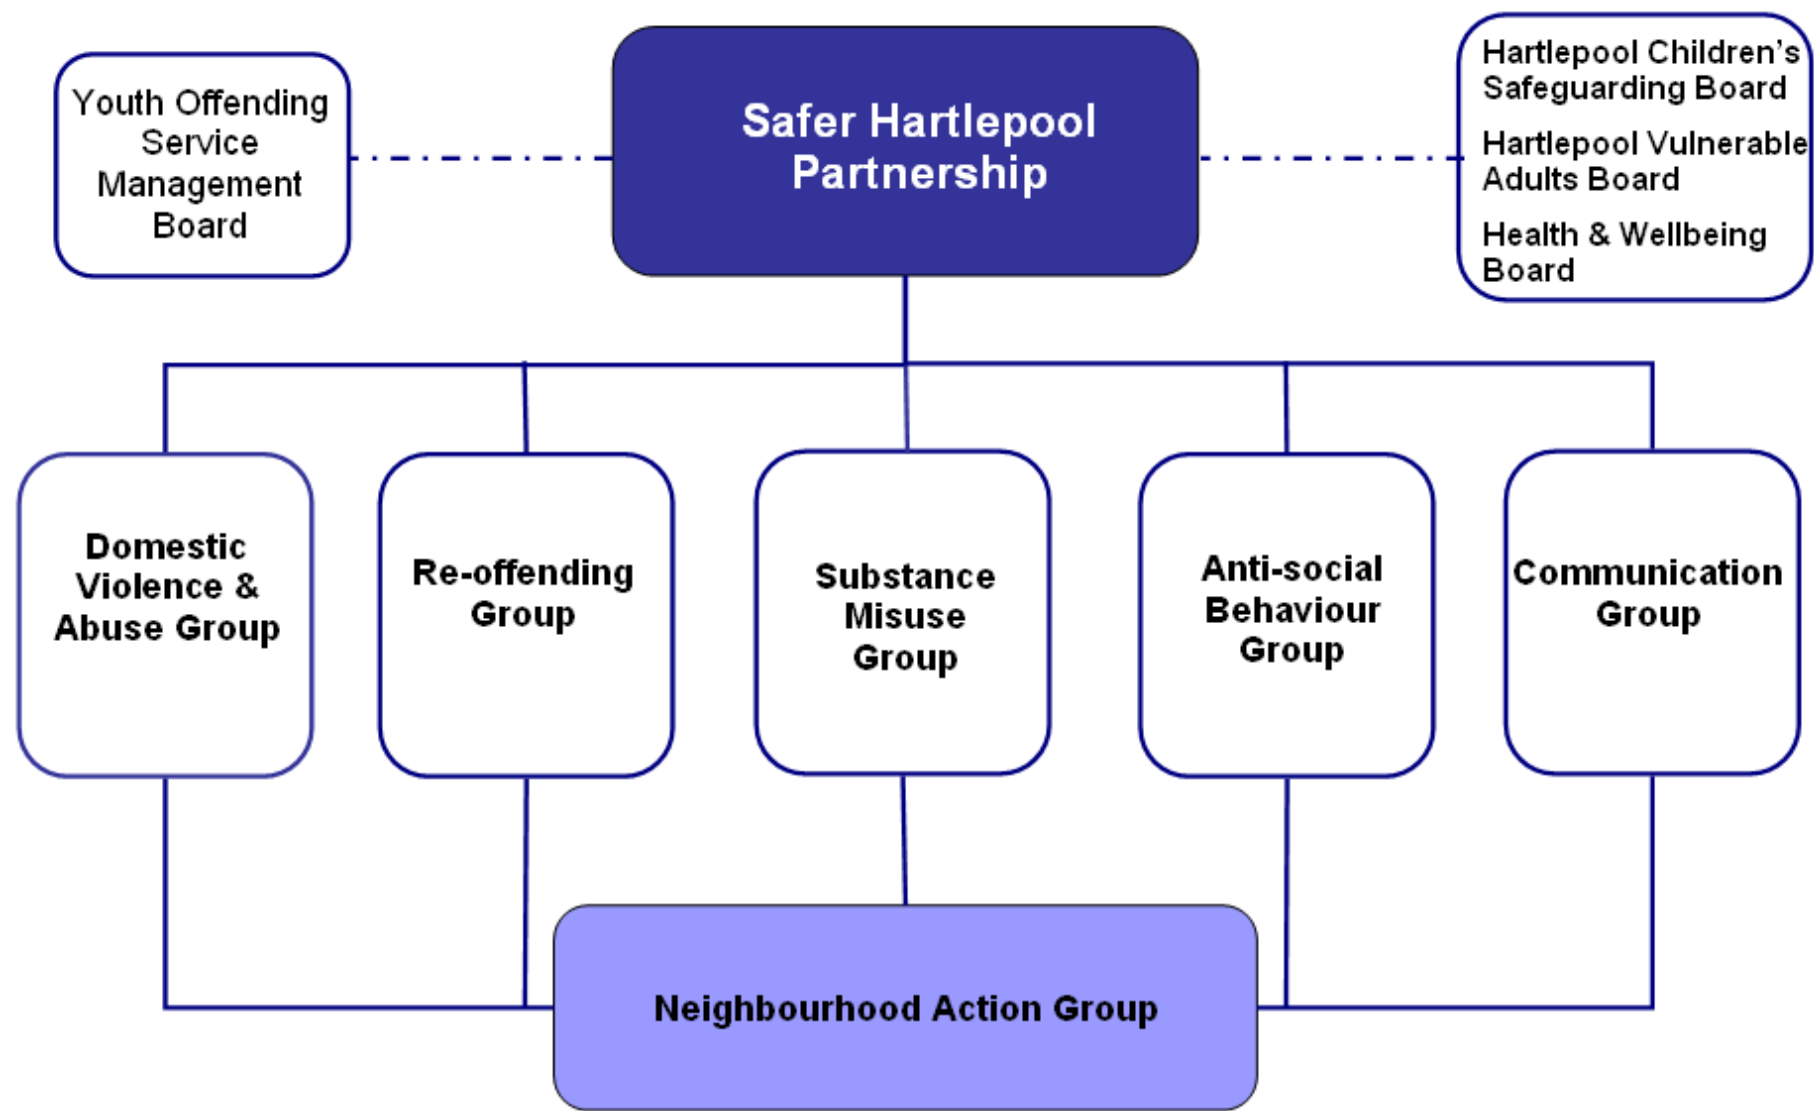 Youth Offending
Service
Management
Board
Safer Hartlepool
Partnership
Hartlepool Children's
Safeguarding Board
Hartlepool Vulnerable
Adults Board
Health & Wellbeing
Board
Domestic
Violence &
Abuse Group
Re-offending
Group
Substance
Misuse
Group
Anti-social
Behaviour
Group
Communication
Group
Neighbourhood Action Group